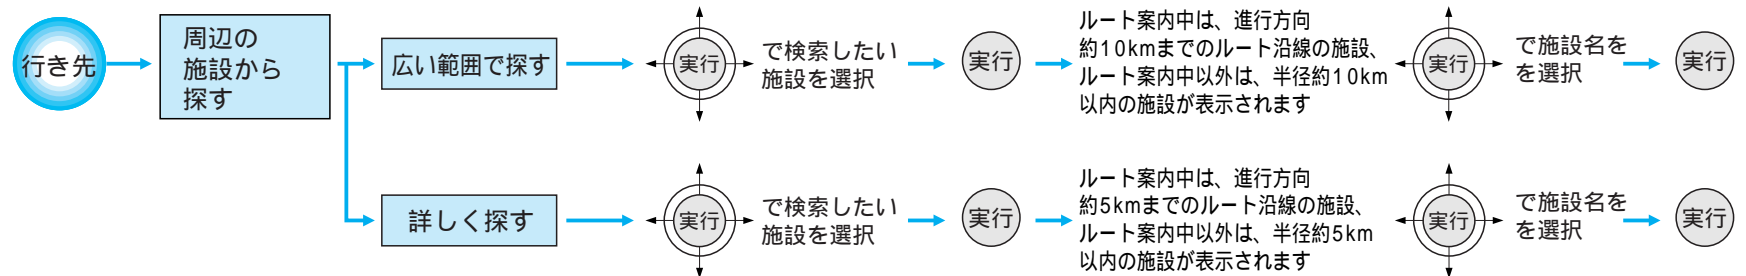 行き先
周辺の
施設から
探す
広い範囲で探す
実行
で検索したい
施設を選択
実行
ルート案内中は、進行方向
約10kmまでのルート沿線の施設、
ルート案内中以外は、半径約10km
以内の施設が表示されます
実行
で施設名を
を選択
実行
詳しく探す
実行
で検索したい
施設を選択
実行
ルート案内中は、進行方向
約5kmまでのルート沿線の施設、
ルート案内中以外は、半径約5km
以内の施設が表示されます
実行
で施設名を
を選択
実行